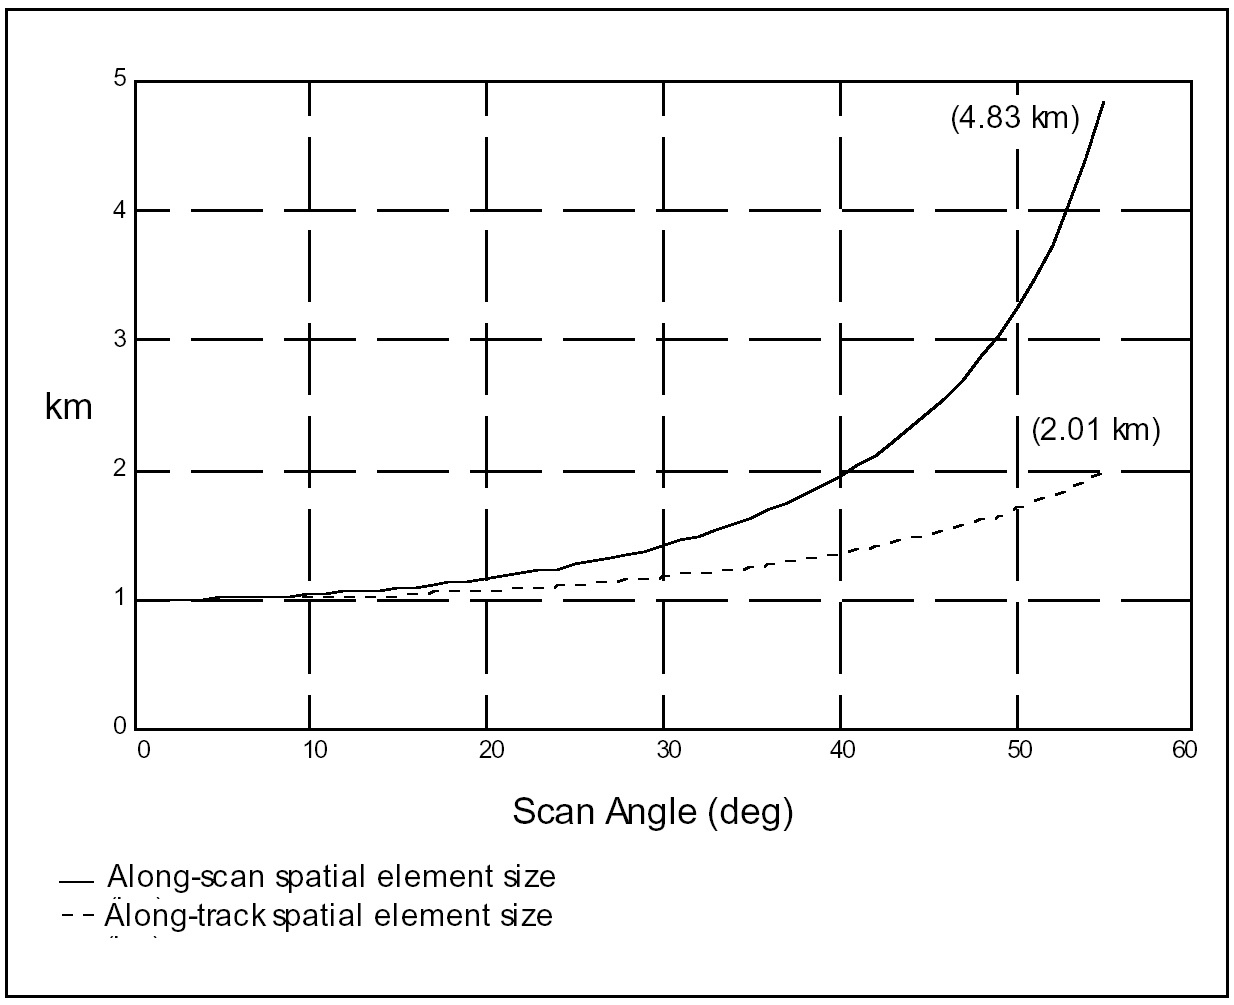 5
(4.83 km)
4
3
km
(2.01 km)
2
1
0
0 10 20 30 40 50 60
Scan Angle (deg)
Along-scan spatial element size
Along-track spatial element size